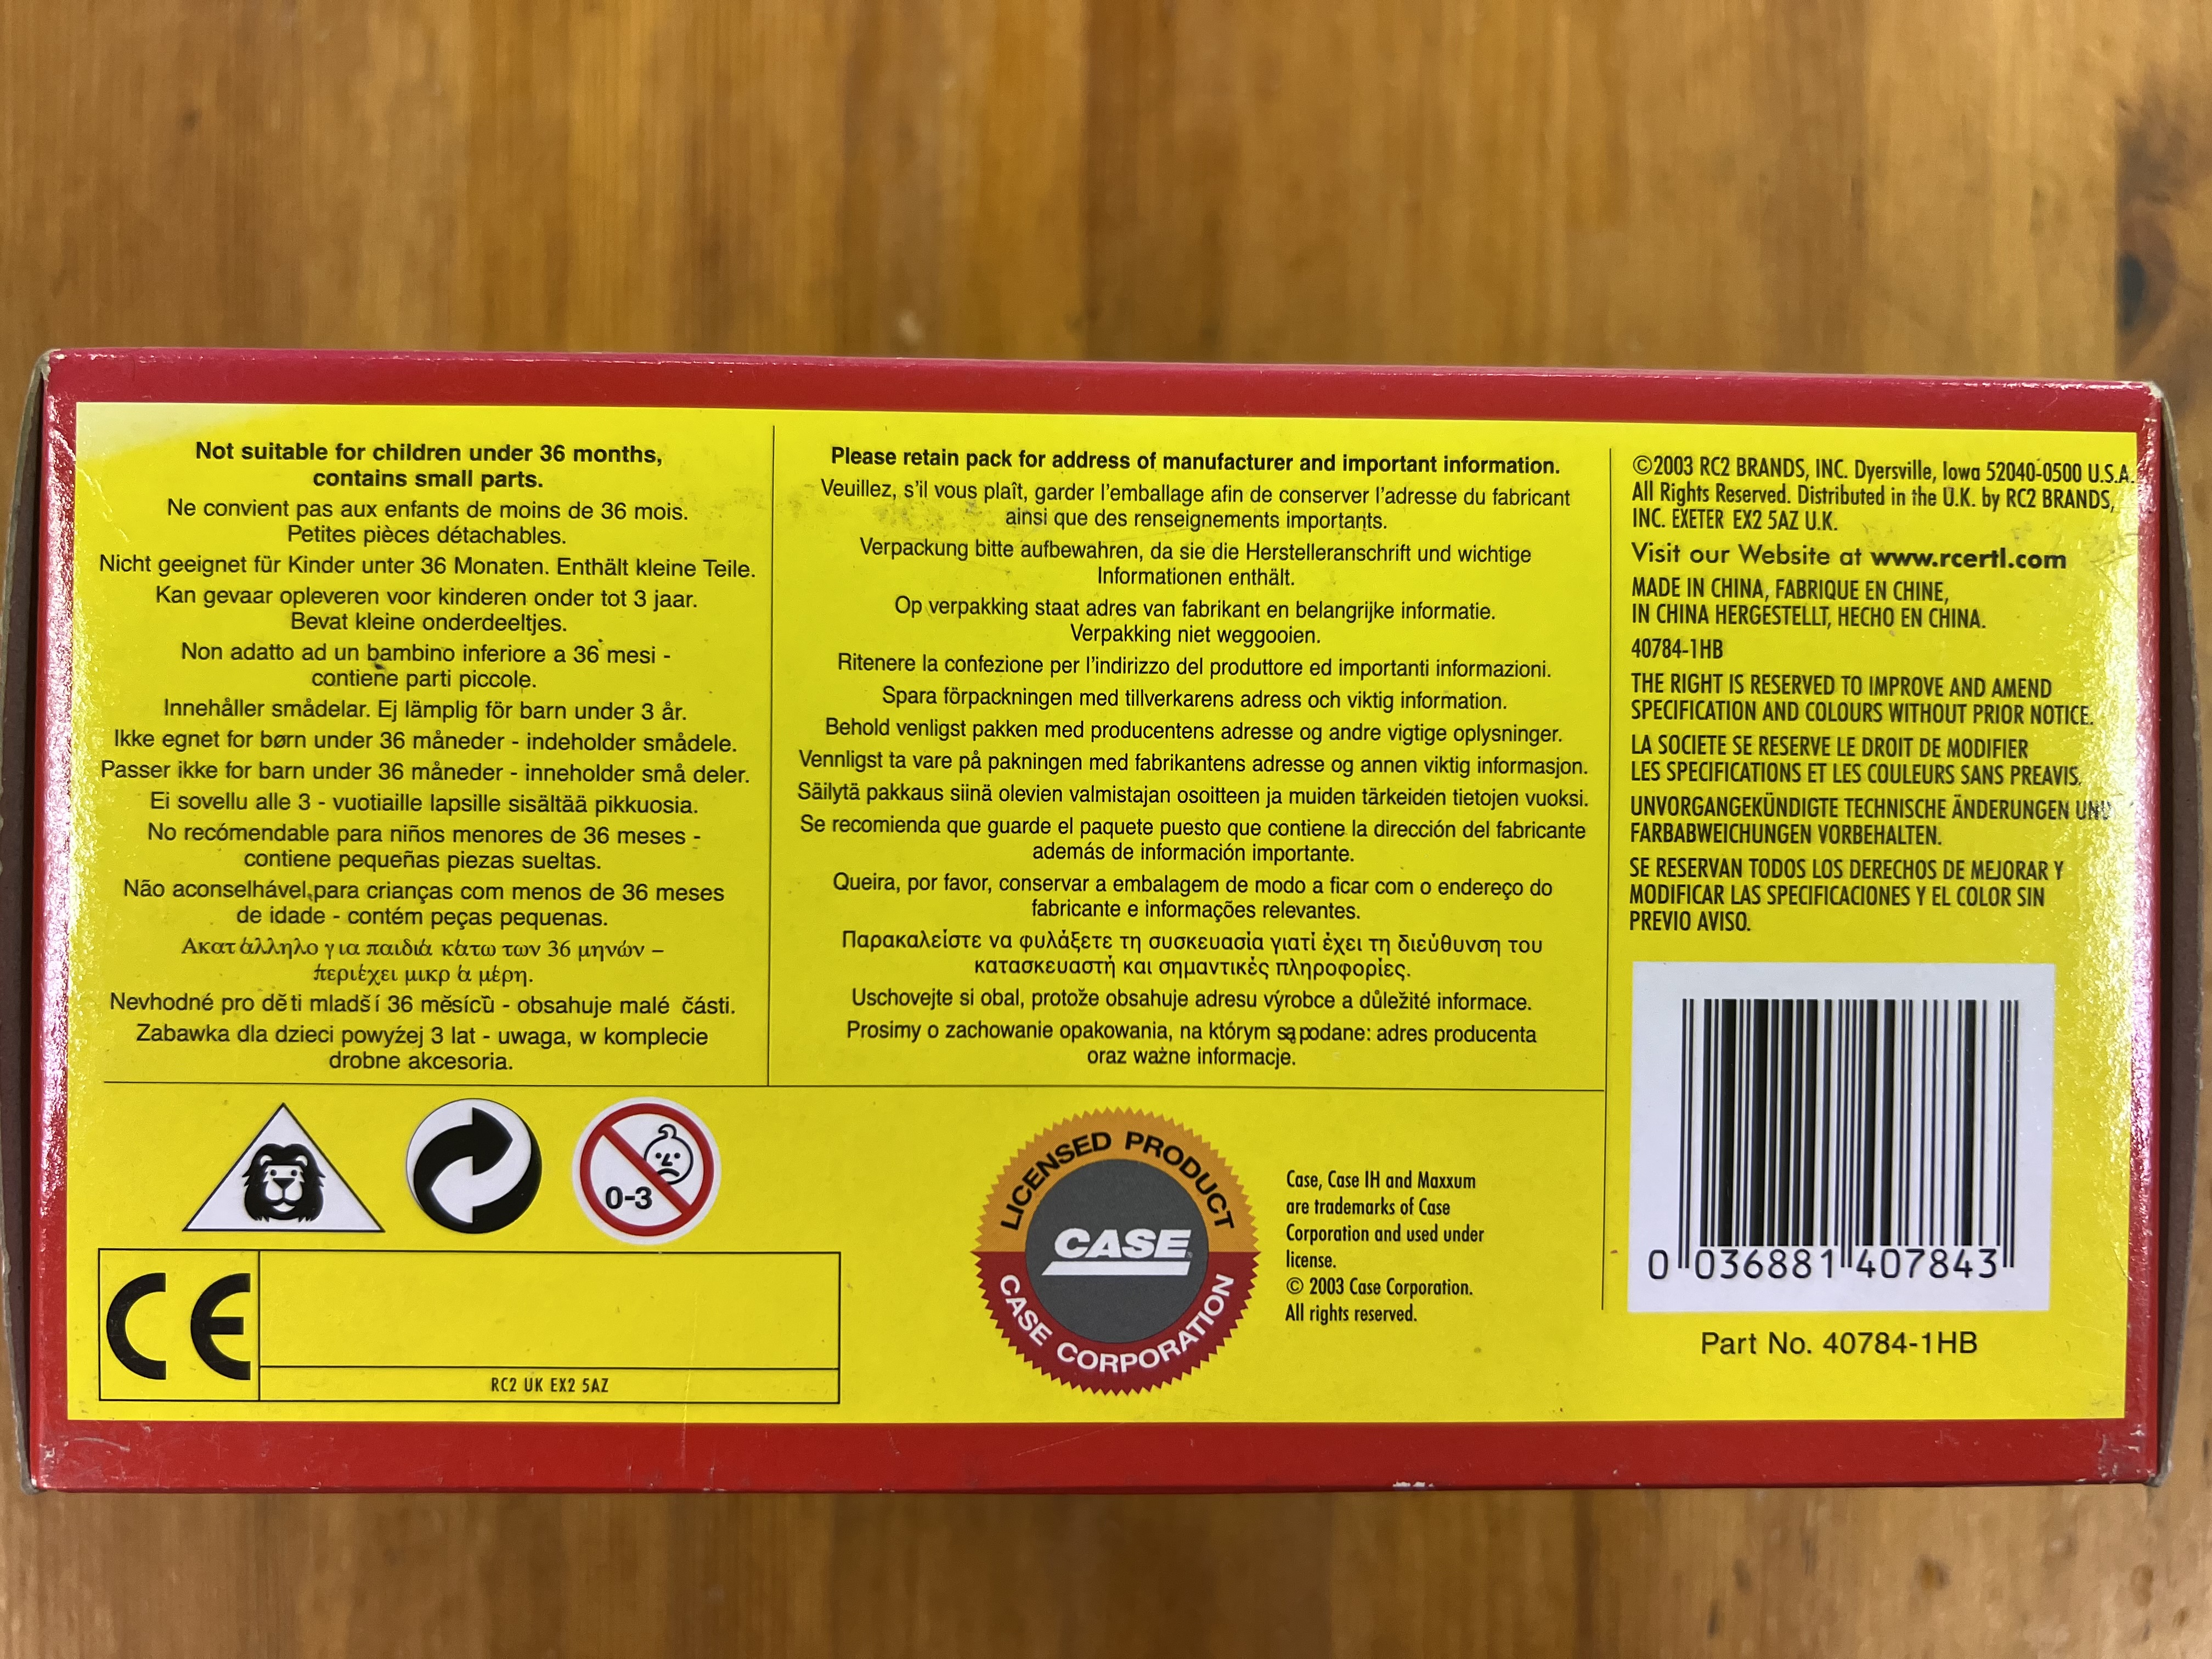 Not suitable for children under 36 months,
contains small parts.
Ne convient pas aux enfants de moins de 36 mois.
Petites pièces détachables.
Nicht geeignet für Kinder unter 36 Monaten. Enthält kleine Teile.
Kan gevaar opleveren voor kinderen onder tot 3 jaar.
Bevat kleine onderdeeltjes.
Non adatto ad un bambino inferiore a 36 mesi -
contiene parti piccole.
Innehåller smådelar. Ej lämplig för barn under 3 år.
Ikke egnet for børn under 36 måneder - indeholder smådele.
Passer ikke for barn under 36 måneder - inneholder små deler.
Ei sovellu alle 3 - vuotiaille lapsille sisältää pikkuosia.
No recómendable para niños menores de 36 meses -
contiene pequeñas piezas sueltas.
Não aconselhável para crianças com menos de 36 meses
de idade - contém peças pequenas.
Ακατάλληλο για παιδιά κάτω των 36 μηνών –
περιέχει μικρά μέρη.
Nevhodné pro děti mladší 36 měsíců - obsahuje malé části.
Zabawka dla dzieci powyźej 3 lat - uwaga, w komplecie
drobne akcesoria.
Please retain pack for address of manufacturer and important information.
Veuillez, s'il vous plaît, garder l'emballage afin de conserver l'adresse du fabricant
ainsi que des renseignements importants.
Verpackung bitte aufbewahren, da sie die Herstelleranschrift und wichtige
Informationen enthält.
Op verpakking staat adres van fabrikant en belangrijke informatie.
Verpakking niet weggooien.
Ritenere la confezione per l'indirizzo del produttore ed importanti informazioni.
Spara förpackningen med tillverkarens adress och viktig information.
Behold venligst pakken med producentens adresse og andre vigtige oplysninger.
Vennligst ta vare på pakningen med fabrikantens adresse og annen viktig informasjon.
Säilytä pakkaus siinä olevien valmistajan osoitteen ja muiden tärkeiden tietojen vuoksi.
Se recomienda que guarde el paquete puesto que contiene la dirección del fabricante
además de información importante.
Queira, por favor, conservar a embalagem de modo a ficar com o endereço do
fabricante e informações relevantes.
Παρακαλείστε να φυλάξετε τη συσκευασία γιατί έχει τη διεύθυνση του
κατασκευαστή και σημαντικές πληροφορίες.
Uschovejte si obal, protože obsahuje adresu výrobce a důležité informace.
Prosimy o zachowanie opakowania, na którym są podane: adres producenta
oraz ważne informacje.
©2003 RC2 BRANDS, INC. Dyersville, Iowa 52040-0500 U.S.A.
All Rights Reserved. Distributed in the U.K. by RC2 BRANDS,
INC. EXETER EX2 5AZ U.K.
Visit our Website at www.rcertl.com
MADE IN CHINA, FABRIQUE EN CHINE,
IN CHINA HERGESTELLT, HECHO EN CHINA.
40784-1HB
THE RIGHT IS RESERVED TO IMPROVE AND AMEND
SPECIFICATION AND COLOURS WITHOUT PRIOR NOTICE.
LA SOCIETE SE RESERVE LE DROIT DE MODIFIER
LES SPECIFICATIONS ET LES COULEURS SANS PREAVIS.
UNVORGANGEKÜNDIGTE TECHNISCHE ÄNDERUNGEN UND
FARBABWEICHUNGEN VORBEHALTEN.
SE RESERVAN TODOS LOS DERECHOS DE MEJORAR Y
MODIFICAR LAS SPECIFICACIONES Y EL COLOR SIN
PREVIO AVISO.
0 036881 407843
Part No. 40784-1HB
0-3
CE
RC2 UK EX2 5AZ
LICENSED PRODUCT
CASE
CASE CORPORATION
Case, Case IH and Maxxum
are trademarks of Case
Corporation and used under
license.
© 2003 Case Corporation.
All rights reserved.